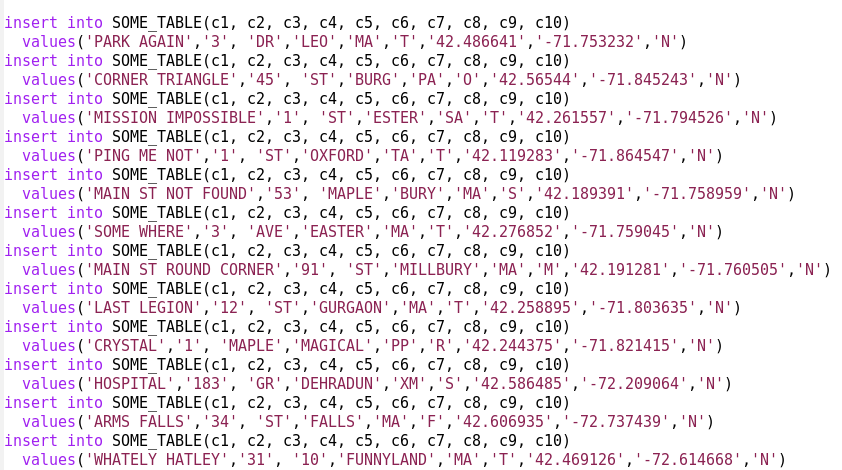 insert into SOME_TABLE(c1, c2, c3, c4, c5, c6, c7, c8, c9, c10)
values('PARK AGAIN','3', 'DR','LEO','MA','T','42.486641','-71.753232','N')
insert into SOME_TABLE(c1, c2, c3, c4, c5, c6, c7, c8, c9, c10)
values('CORNER TRIANGLE','45', 'ST','BURG','PA','O','42.56544','-71.845243','N')
insert into SOME_TABLE(c1, c2, c3, c4, c5, c6, c7, c8, c9, c10)
values('MISSION IMPOSSIBLE','1', 'ST','ESTER','SA','T','42.261557','-71.794526','N')
insert into SOME_TABLE(c1, c2, c3, c4, c5, c6, c7, c8, c9, c10)
values('PING ME NOT','1', 'ST','OXFORD','TA','T','42.119283','-71.864547','N')
insert into SOME_TABLE(c1, c2, c3, c4, c5, c6, c7, c8, c9, c10)
values('MAIN ST NOT FOUND','53', 'MAPLE','BURY','MA','S','42.189391','-71.758959','N')
insert into SOME_TABLE(c1, c2, c3, c4, c5, c6, c7, c8, c9, c10)
values('SOME WHERE','3', 'AVE','EASTER','MA','T','42.276852','-71.759045','N')
insert into SOME_TABLE(c1, c2, c3, c4, c5, c6, c7, c8, c9, c10)
values('MAIN ST ROUND CORNER','91', 'ST','MILLBURY','MA','M','42.191281','-71.760505','N')
insert into SOME_TABLE(c1, c2, c3, c4, c5, c6, c7, c8, c9, c10)
values('LAST LEGION','12', 'ST','GURGAON','MA','T','42.258895','-71.803635','N')
insert into SOME_TABLE(c1, c2, c3, c4, c5, c6, c7, c8, c9, c10)
values('CRYSTAL','1', 'MAPLE','MAGICAL','PP','R','42.244375','-71.821415','N')
insert into SOME_TABLE(c1, c2, c3, c4, c5, c6, c7, c8, c9, c10)
values('HOSPITAL','183', 'GR','DEHRADUN','XM','S','42.586485','-72.209064','N')
insert into SOME_TABLE(c1, c2, c3, c4, c5, c6, c7, c8, c9, c10)
values('ARMS FALLS','34', 'ST','FALLS','MA','F','42.606935','-72.737439','N')
insert into SOME_TABLE(c1, c2, c3, c4, c5, c6, c7, c8, c9, c10)
values('WHATELY HATLEY','31', '10','FUNNYLAND','MA','T','42.469126','-72.614668','N')